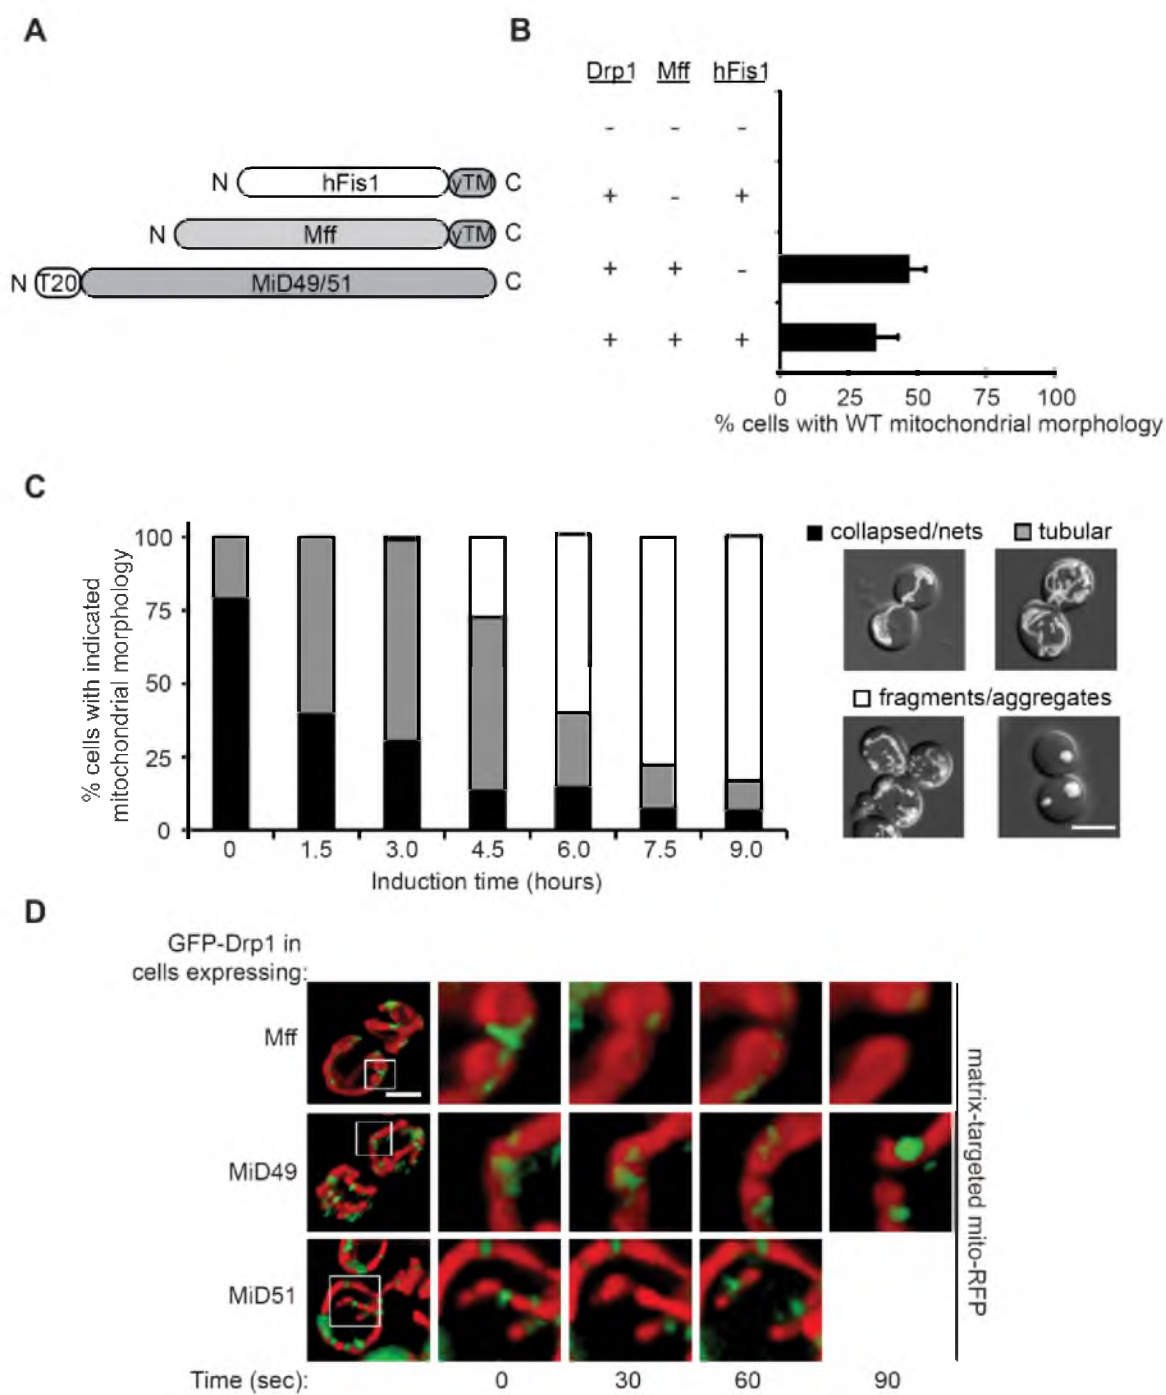 A
N hFis1 yTM C
N Mff yTM C
N T20 MiD49/51 C
B
Drp1 Mff hFis1
- - -
+ - +
+ + -
+ + +
0 25 50 75 100
% cells with WT mitochondrial morphology
C
% cells with indicated
mitochondrial morphology
100
75
50
25
0
0 1.5 3.0 4.5 6.0 7.5 9.0
Induction time (hours)
collapsed/nets
tubular
fragments/aggregates
D
GFP-Drp1 in
cells expressing:
Mff
MiD49
MiD51
matrix-targeted mito-RFP
Time (sec): 0 30 60 90